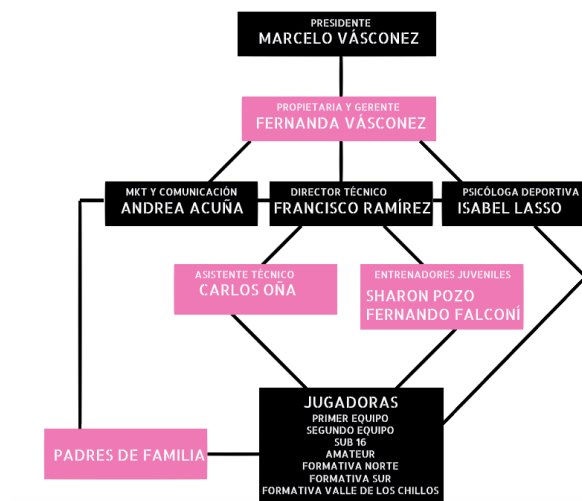 PRESIDENTE
MARCELO VÁSCONEZ
PROPIETARIA Y GERENTE
FERNANDA VÁSCONEZ
MKT Y COMUNICACIÓN
ANDREA ACUÑA
DIRECTOR TÉCNICO
FRANCISCO RAMÍREZ
PSICÓLOGA DEPORTIVA
ISABEL LASSO
ASISTENTE TÉCNICO
CARLOS OÑA
ENTRENADORES JUVENILES
SHARON POZO
FERNANDO FALCONÍ
JUGADORAS
PRIMER EQUIPO
SEGUNDO EQUIPO
SUB 16
AMATEUR
FORMATIVA NORTE
FORMATIVA SUR
FORMATIVA VALLE DE LOS CHILLOS
PADRES DE FAMILIA